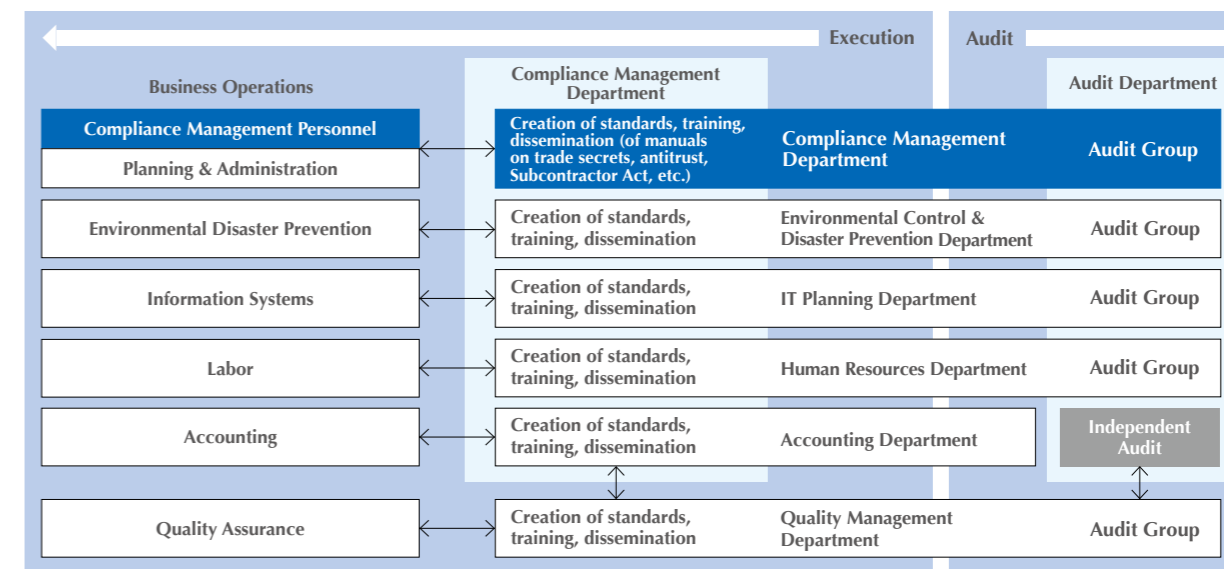 Execution
Audit
Business Operations
Compliance Management
Department
Audit Department
Compliance Management Personnel
Planning & Administration
Creation of standards, training,
dissemination (of manuals
on trade secrets, antitrust,
Subcontractor Act, etc.)
Compliance Management
Department
Audit Group
Environmental Disaster Prevention
Creation of standards,
training, dissemination
Environmental Control &
Disaster Prevention Department
Audit Group
Information Systems
Creation of standards,
training, dissemination
IT Planning Department
Audit Group
Labor
Creation of standards,
training, dissemination
Human Resources Department
Audit Group
Accounting
Creation of standards,
training, dissemination
Accounting Department
Independent
Audit
Quality Assurance
Creation of standards,
training, dissemination
Quality Management
Department
Audit Group